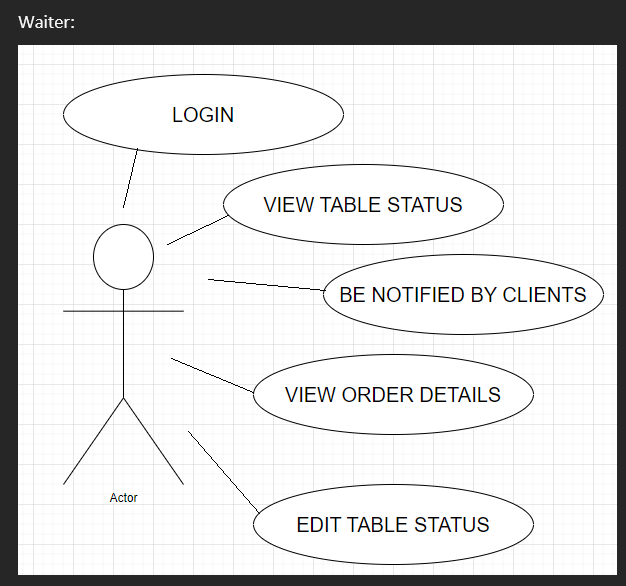 Waiter:
LOGIN
VIEW TABLE STATUS
BE NOTIFIED BY CLIENTS
VIEW ORDER DETAILS
Actor
EDIT TABLE STATUS